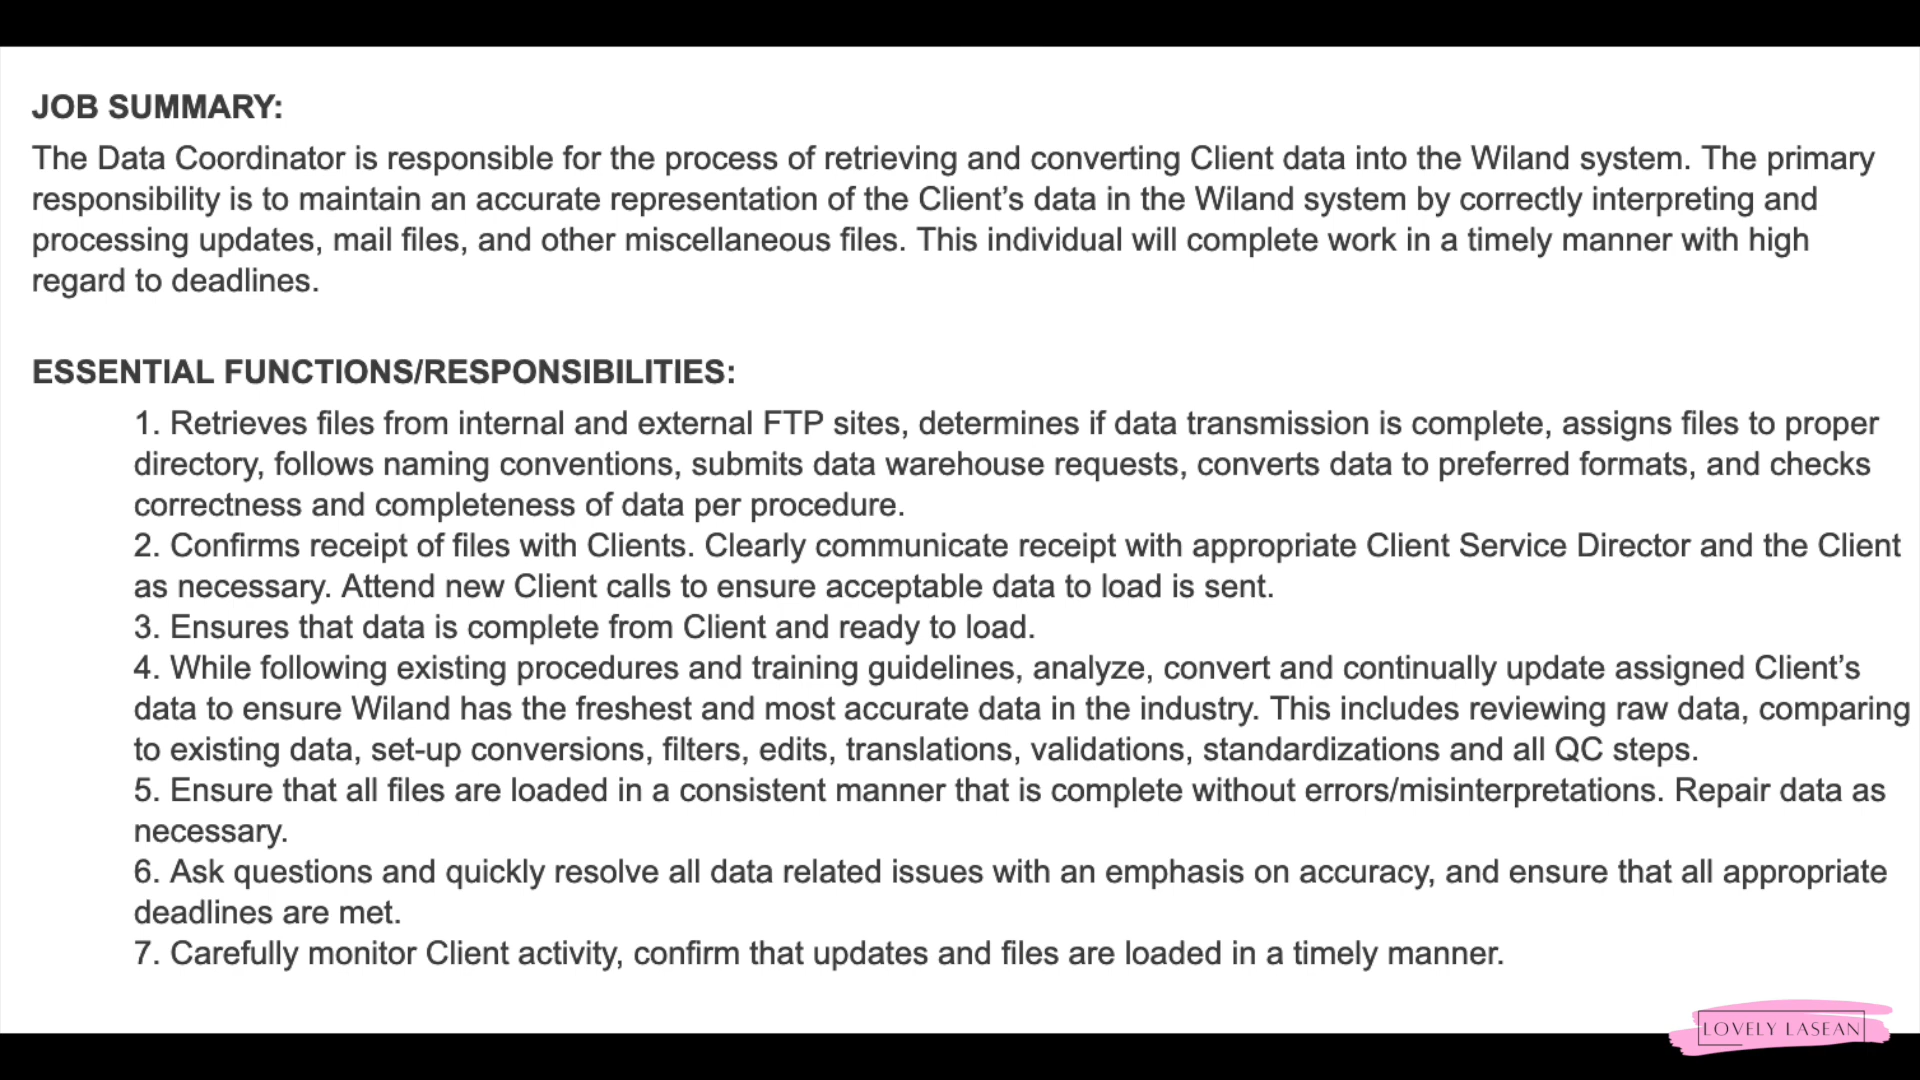 JOB SUMMARY:
The Data Coordinator is responsible for the process of retrieving and converting Client data into the Wiland system. The primary
responsibility is to maintain an accurate representation of the Client’s data in the Wiland system by correctly interpreting and
processing updates, mail files, and other miscellaneous files. This individual will complete work in a timely manner with high
regard to deadlines.
ESSENTIAL FUNCTIONS/RESPONSIBILITIES:
1. Retrieves files from internal and external FTP sites, determines if data transmission is complete, assigns files to proper
directory, follows naming conventions, submits data warehouse requests, converts data to preferred formats, and checks
correctness and completeness of data per procedure.
2. Confirms receipt of files with Clients. Clearly communicate receipt with appropriate Client Service Director and the Client
as necessary. Attend new Client calls to ensure acceptable data to load is sent.
3. Ensures that data is complete from Client and ready to load.
4. While following existing procedures and training guidelines, analyze, convert and continually update assigned Client’s
data to ensure Wiland has the freshest and most accurate data in the industry. This includes reviewing raw data, comparing
to existing data, set-up conversions, filters, edits, translations, validations, standardizations and all QC steps.
5. Ensure that all files are loaded in a consistent manner that is complete without errors/misinterpretations. Repair data as
necessary.
6. Ask questions and quickly resolve all data related issues with an emphasis on accuracy, and ensure that all appropriate
deadlines are met.
7. Carefully monitor Client activity, confirm that updates and files are loaded in a timely manner.
LOVELY LASEAN